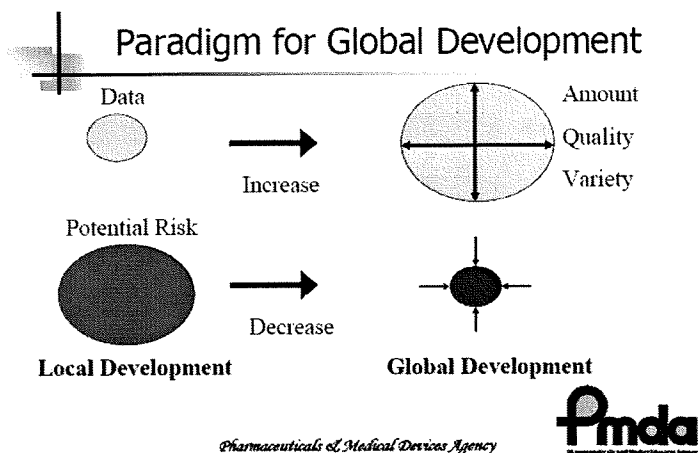 Paradigm for Global Development
Data
Increase
Amount
Quality
Variety
Potential Risk
Decrease
Local Development
Global Development
Pharmaceuticals & Medical Devices Agency
Pmda